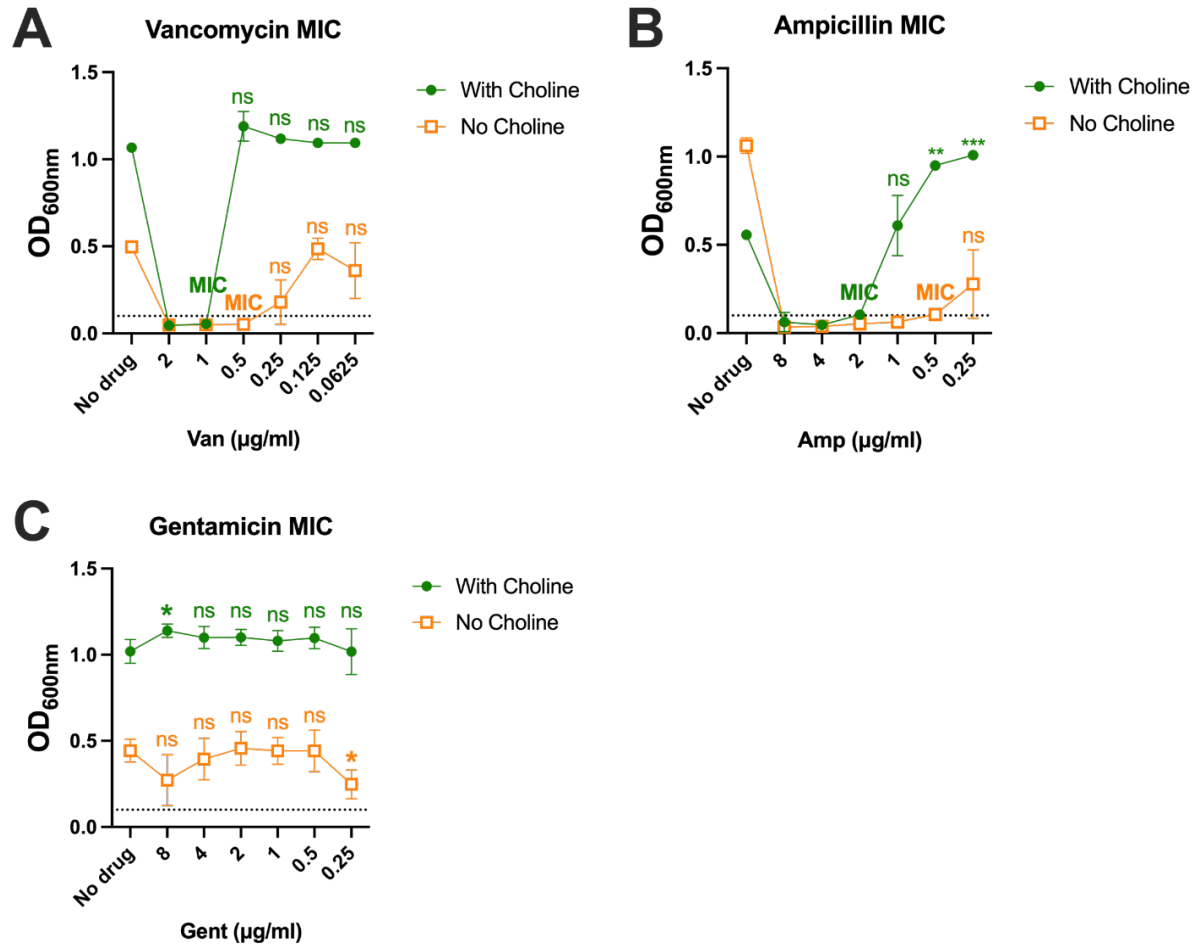 A
Vancomycin MIC
1.5
1.0
0.5
0.0
OD600nm
ns
ns
ns
ns
MIC
MIC
ns
ns
ns
No drug
2
1
0.5
0.25
0.125
0.0625
Van (µg/ml)
With Choline
No Choline
B
Ampicillin MIC
1.5
1.0
0.5
0.0
OD600nm
ns
**
***
MIC
MIC
ns
No drug
8
4
2
1
0.5
0.25
Amp (µg/ml)
With Choline
No Choline
C
Gentamicin MIC
1.5
1.0
0.5
0.0
OD600nm
*
ns
ns
ns
ns
ns
ns
ns
ns
ns
ns
*
No drug
8
4
2
1
0.5
0.25
Gent (µg/ml)
With Choline
No Choline